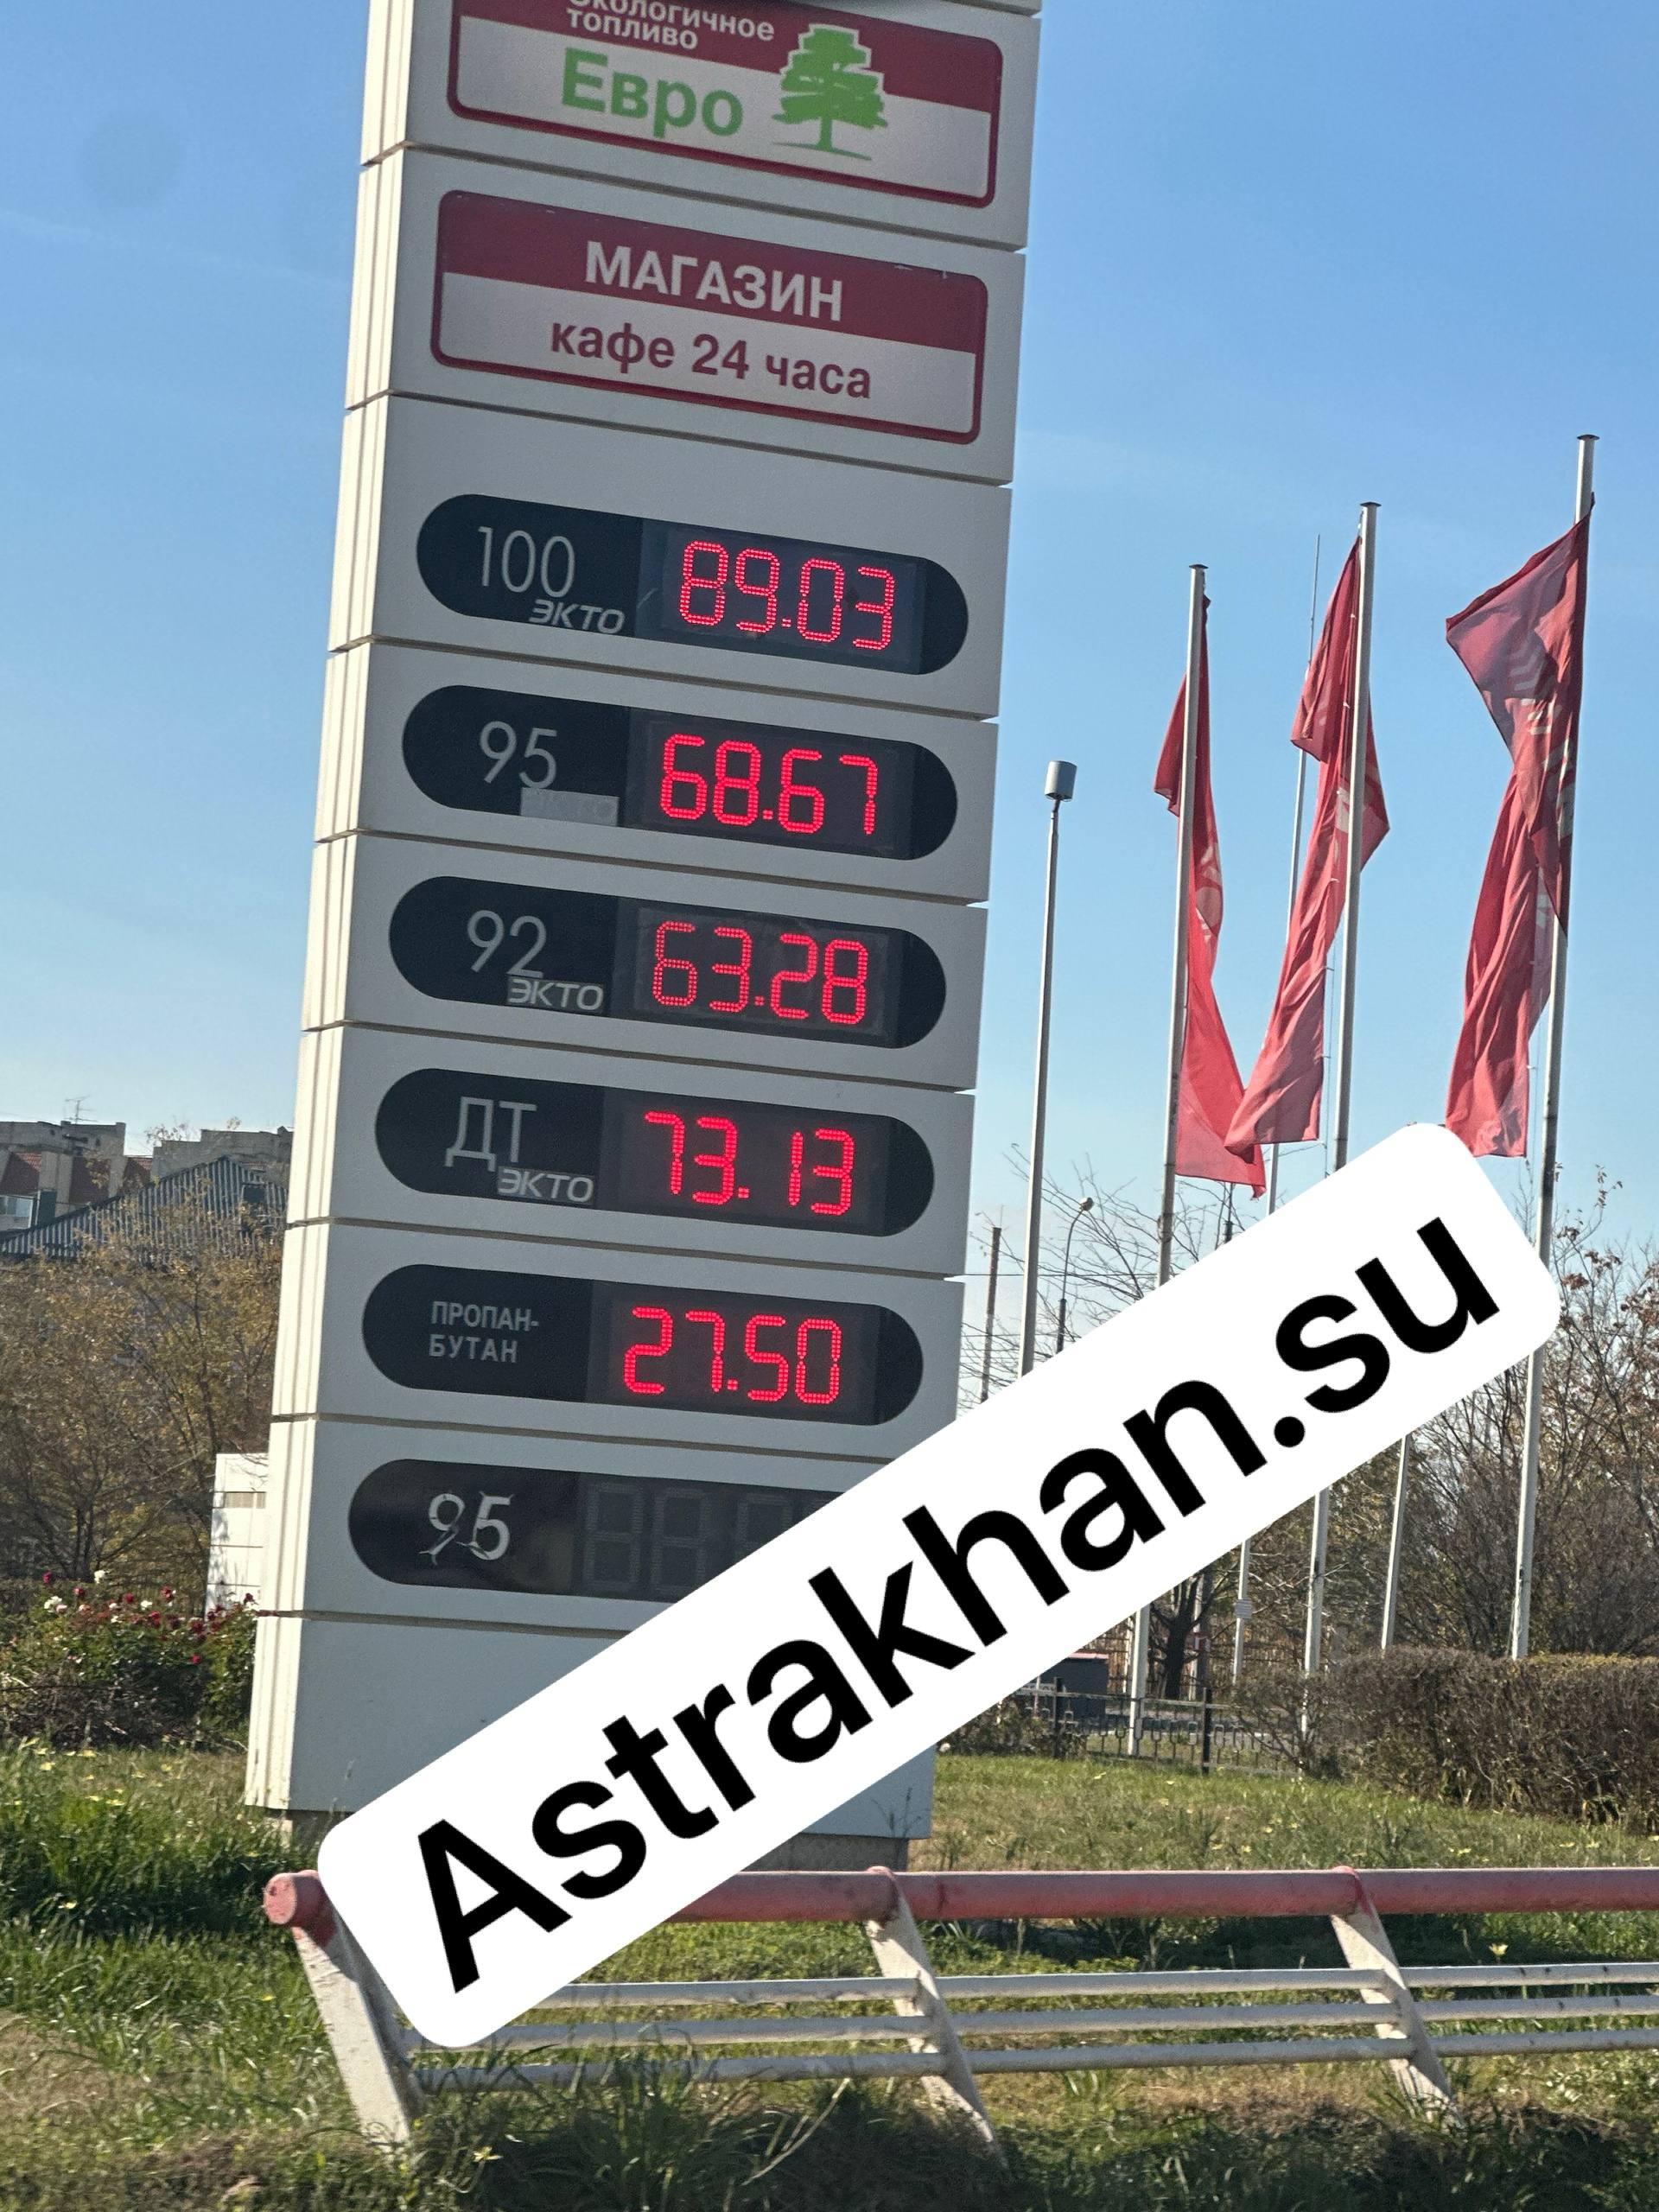 Экологичное
топливо
Евро
МАГАЗИН
кафе 24 часа
100 ЭКТО 89.03
95 68.67
92 ЭКТО 63.28
ДТ ЭКТО 73.13
ПРОПАН-
БУТАН 27.50
95
Astrakhan.su